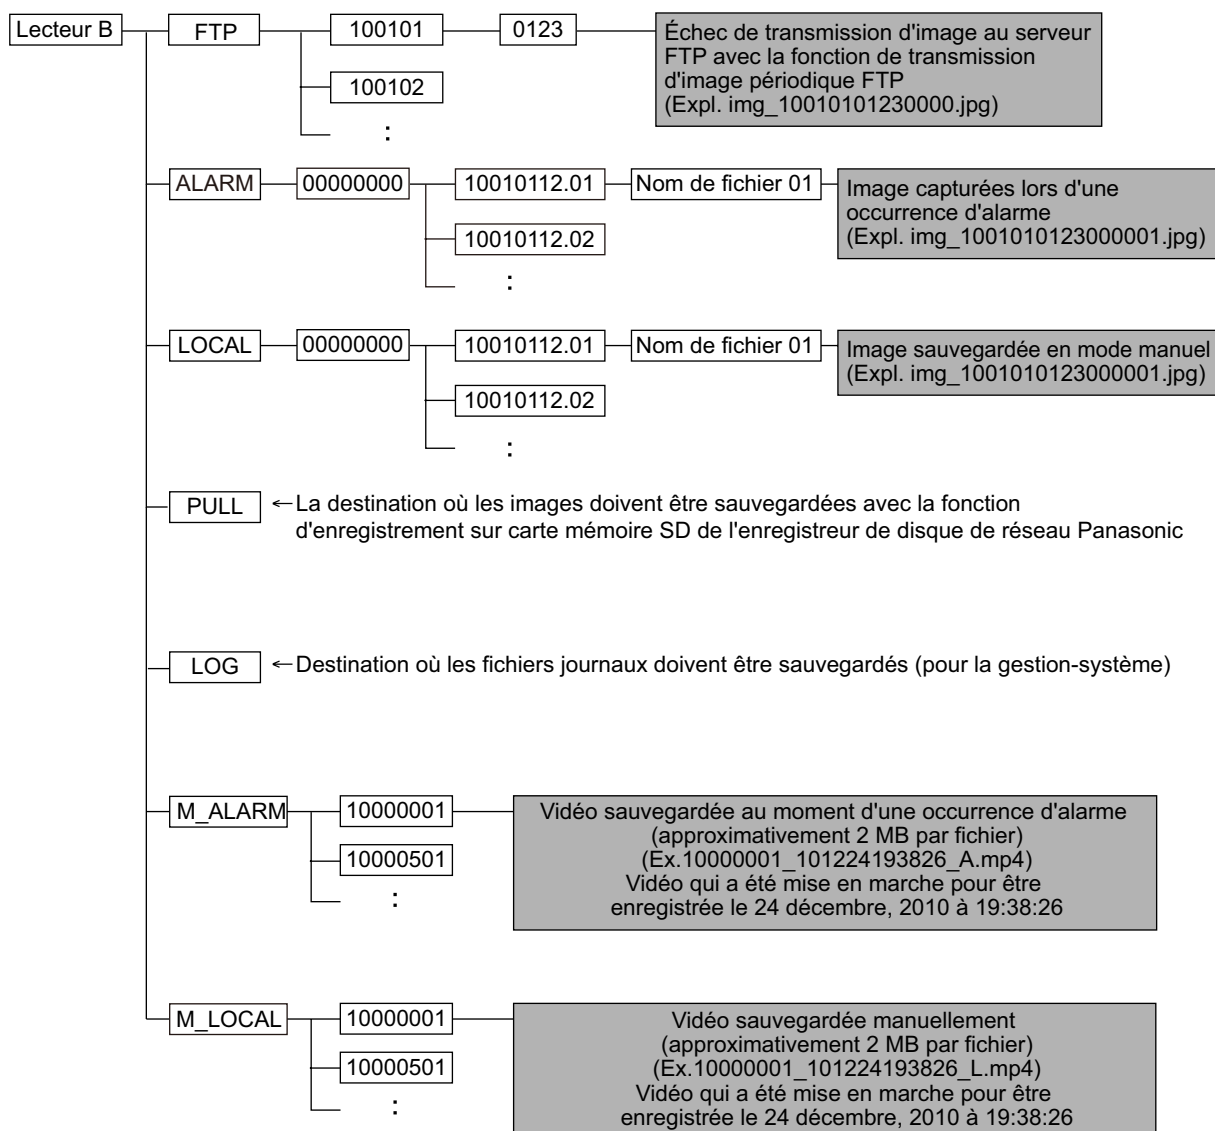 Lecteur B
FTP
100101
0123
Échec de transmission d'image au serveur
FTP avec la fonction de transmission
d'image périodique FTP
(Expl. img_10010101230000.jpg)
100102
:
ALARM
00000000
10010112.01
Nom de fichier 01
Image capturées lors d'une
occurrence d'alarme
(Expl. img_1001010123000001.jpg)
10010112.02
:
LOCAL
00000000
10010112.01
Nom de fichier 01
Image sauvegardée en mode manuel
(Expl. img_1001010123000001.jpg)
10010112.02
:
PULL
←La destination où les images doivent être sauvegardées avec la fonction
d'enregistrement sur carte mémoire SD de l'enregistreur de disque de réseau Panasonic
LOG
←Destination où les fichiers journaux doivent être sauvegardés (pour la gestion-système)
M_ALARM
10000001
Vidéo sauvegardée au moment d'une occurrence d'alarme
(approximativement 2 MB par fichier)
(Ex.10000001_101224193826_A.mp4)
Vidéo qui a été mise en marche pour être
enregistrée le 24 décembre, 2010 à 19:38:26
10000501
:
M_LOCAL
10000001
Vidéo sauvegardée manuellement
(approximativement 2 MB par fichier)
(Ex.10000001_101224193826_L.mp4)
Vidéo qui a été mise en marche pour être
enregistrée le 24 décembre, 2010 à 19:38:26
10000501
: